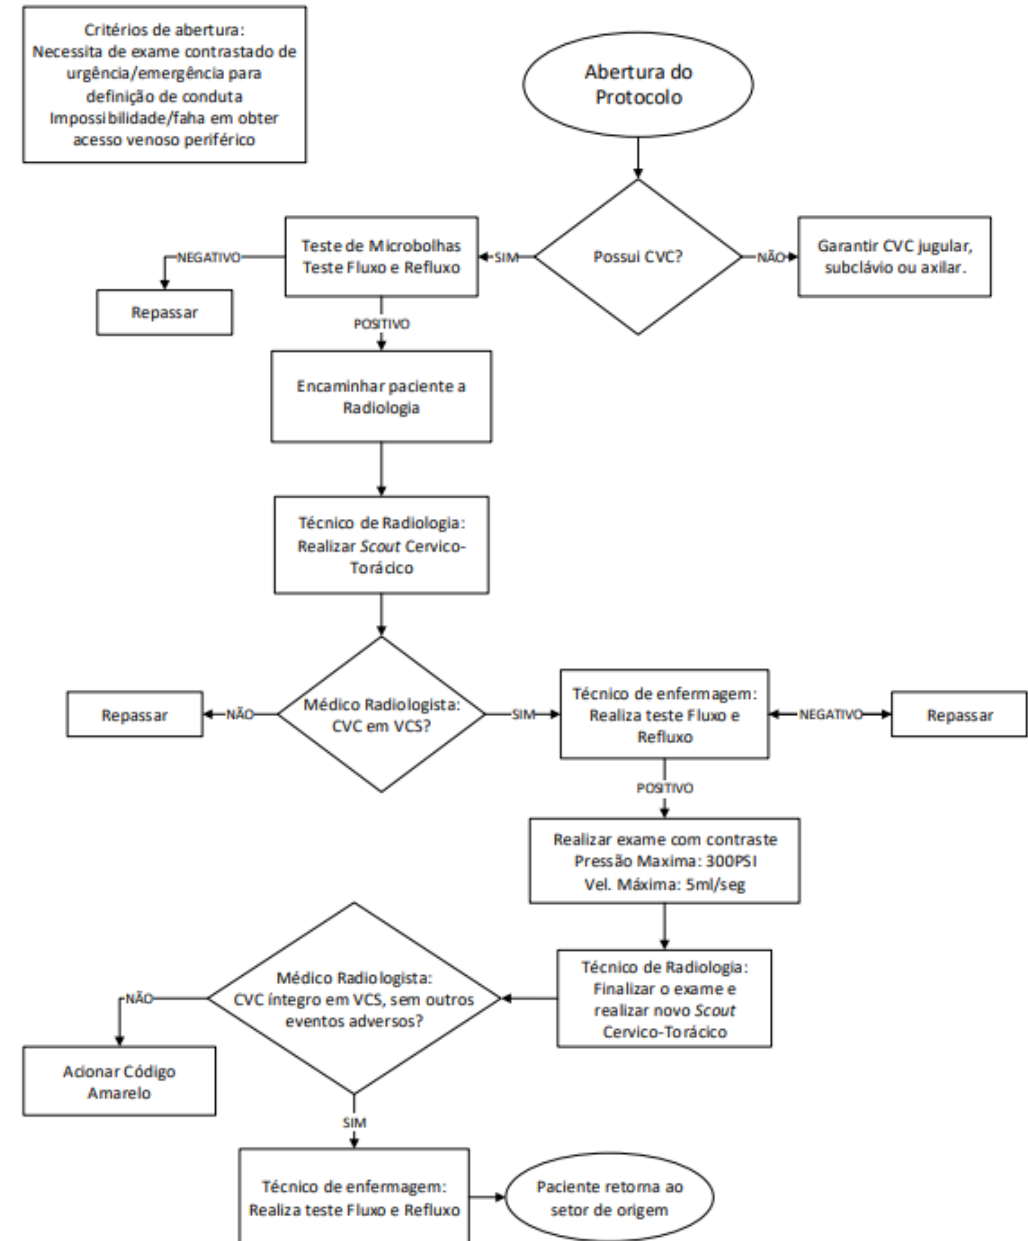 Critérios de abertura:
Necessita de exame contrastado de
urgência/emergência para
definição de conduta
Impossibilidade/faha em obter
acesso venoso periférico
Abertura do
Protocolo
Possui CVC?
SIM
NÃO
Teste de Microbolhas
Teste Fluxo e Refluxo
Garantir CVC jugular,
subclávio ou axilar.
NEGATIVO
Repassar
POSITIVO
Encaminhar paciente a
Radiologia
Técnico de Radiologia:
Realizar Scout Cervico-
Torácico
Médico Radiologista:
CVC em VCS?
NÃO
Repassar
SIM
Técnico de enfermagem:
Realiza teste Fluxo e
Refluxo
NEGATIVO
Repassar
POSITIVO
Realizar exame com contraste
Pressão Maxima: 300PSI
Vel. Máxima: 5ml/seg
Técnico de Radiologia:
Finalizar o exame e
realizar novo Scout
Cervico-Torácico
Médico Radiologista:
CVC íntegro em VCS, sem outros
eventos adversos?
NÃO
Acionar Código
Amarelo
SIM
Técnico de enfermagem:
Realiza teste Fluxo e Refluxo
Paciente retorna ao
setor de origem